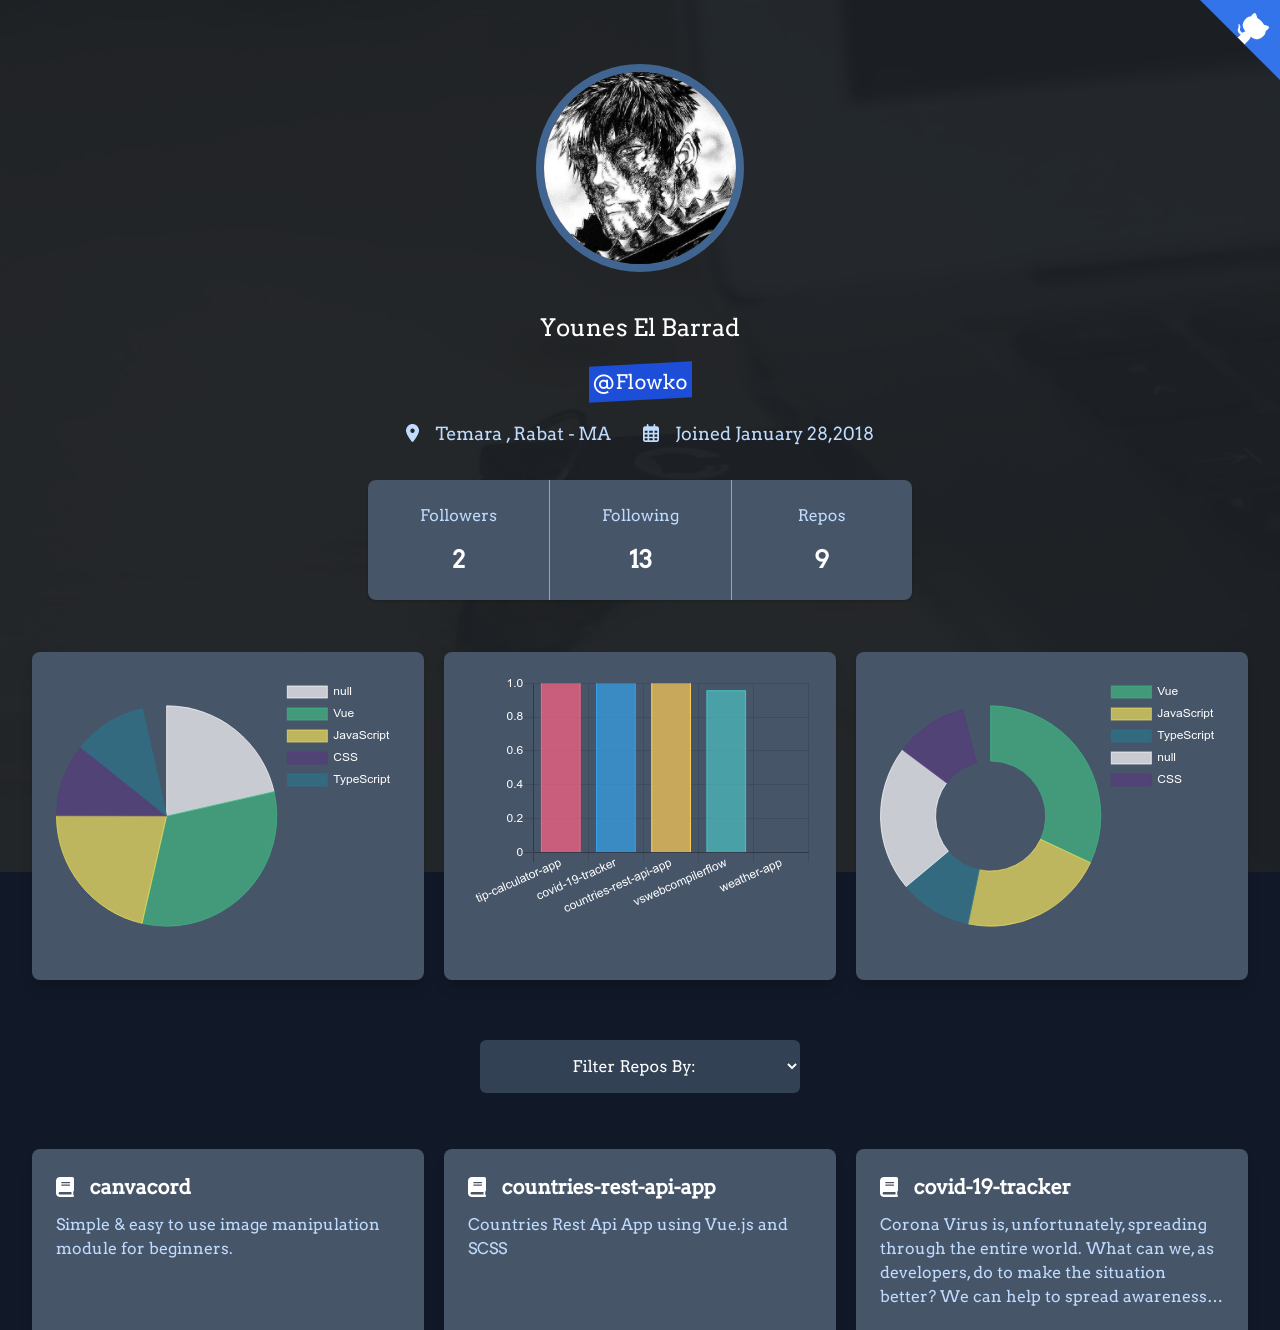 Younes El Barrad
@Flowko
Temara , Rabat - MA
Joined January 28,2018
Followers
Following
Repos
2
13
9
null
Vue
JavaScript
CSS
TypeScript
1.0
0.8
0.6
0.4
0.2
0
tip-calculator-app
covid-19-tracker
countries-rest-api-app
vswebcompilerflow
weather-app
Vue
JavaScript
TypeScript
null
CSS
Filter Repos By:
canvacord
Simple & easy to use image manipulation
module for beginners.
countries-rest-api-app
Countries Rest Api App using Vue.js and
SCSS
covid-19-tracker
Corona Virus is, unfortunately, spreading
through the entire world. What can we, as
developers, do to make the situation
better? We can help to spread awareness...